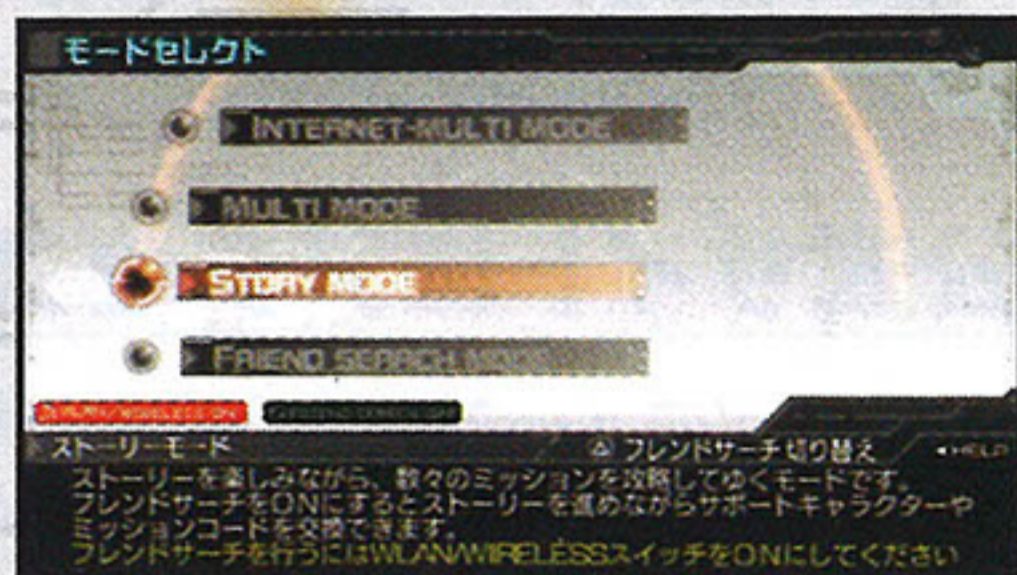 モードセレクト
INTERNET-MULTI MODE
MULTI MODE
STORY MODE
FRIEND SEARCH MODE
ストーリーモード
△ フレンドサーチ切り替え
◂HELP
ストーリーを楽しみながら、数々のミッションを攻略してゆくモードです。
フレンドサーチをONにするとストーリーを進めながらサポートキャラクターや
ミッションコードを交換できます。
フレンドサーチを行うにはWLAN/WIRELESSスイッチをONにしてください